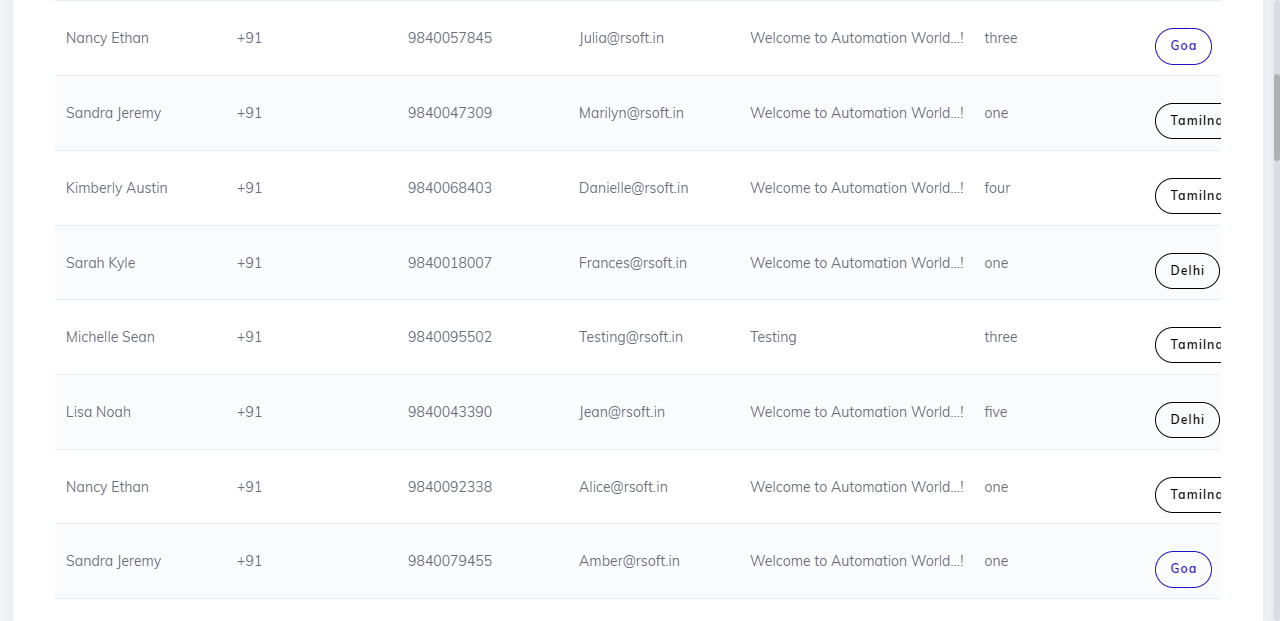 Nancy Ethan +91 9840057845 Julia@rsoft.in Welcome to Automation World...! three Goa
Sandra Jeremy +91 9840047309 Marilyn@rsoft.in Welcome to Automation World...! one Tamilna
Kimberly Austin +91 9840068403 Danielle@rsoft.in Welcome to Automation World...! four Tamilna
Sarah Kyle +91 9840018007 Frances@rsoft.in Welcome to Automation World...! one Delhi
Michelle Sean +91 9840095502 Testing@rsoft.in Testing three Tamilna
Lisa Noah +91 9840043390 Jean@rsoft.in Welcome to Automation World...! five Delhi
Nancy Ethan +91 9840092338 Alice@rsoft.in Welcome to Automation World...! one Tamilna
Sandra Jeremy +91 9840079455 Amber@rsoft.in Welcome to Automation World...! one Goa